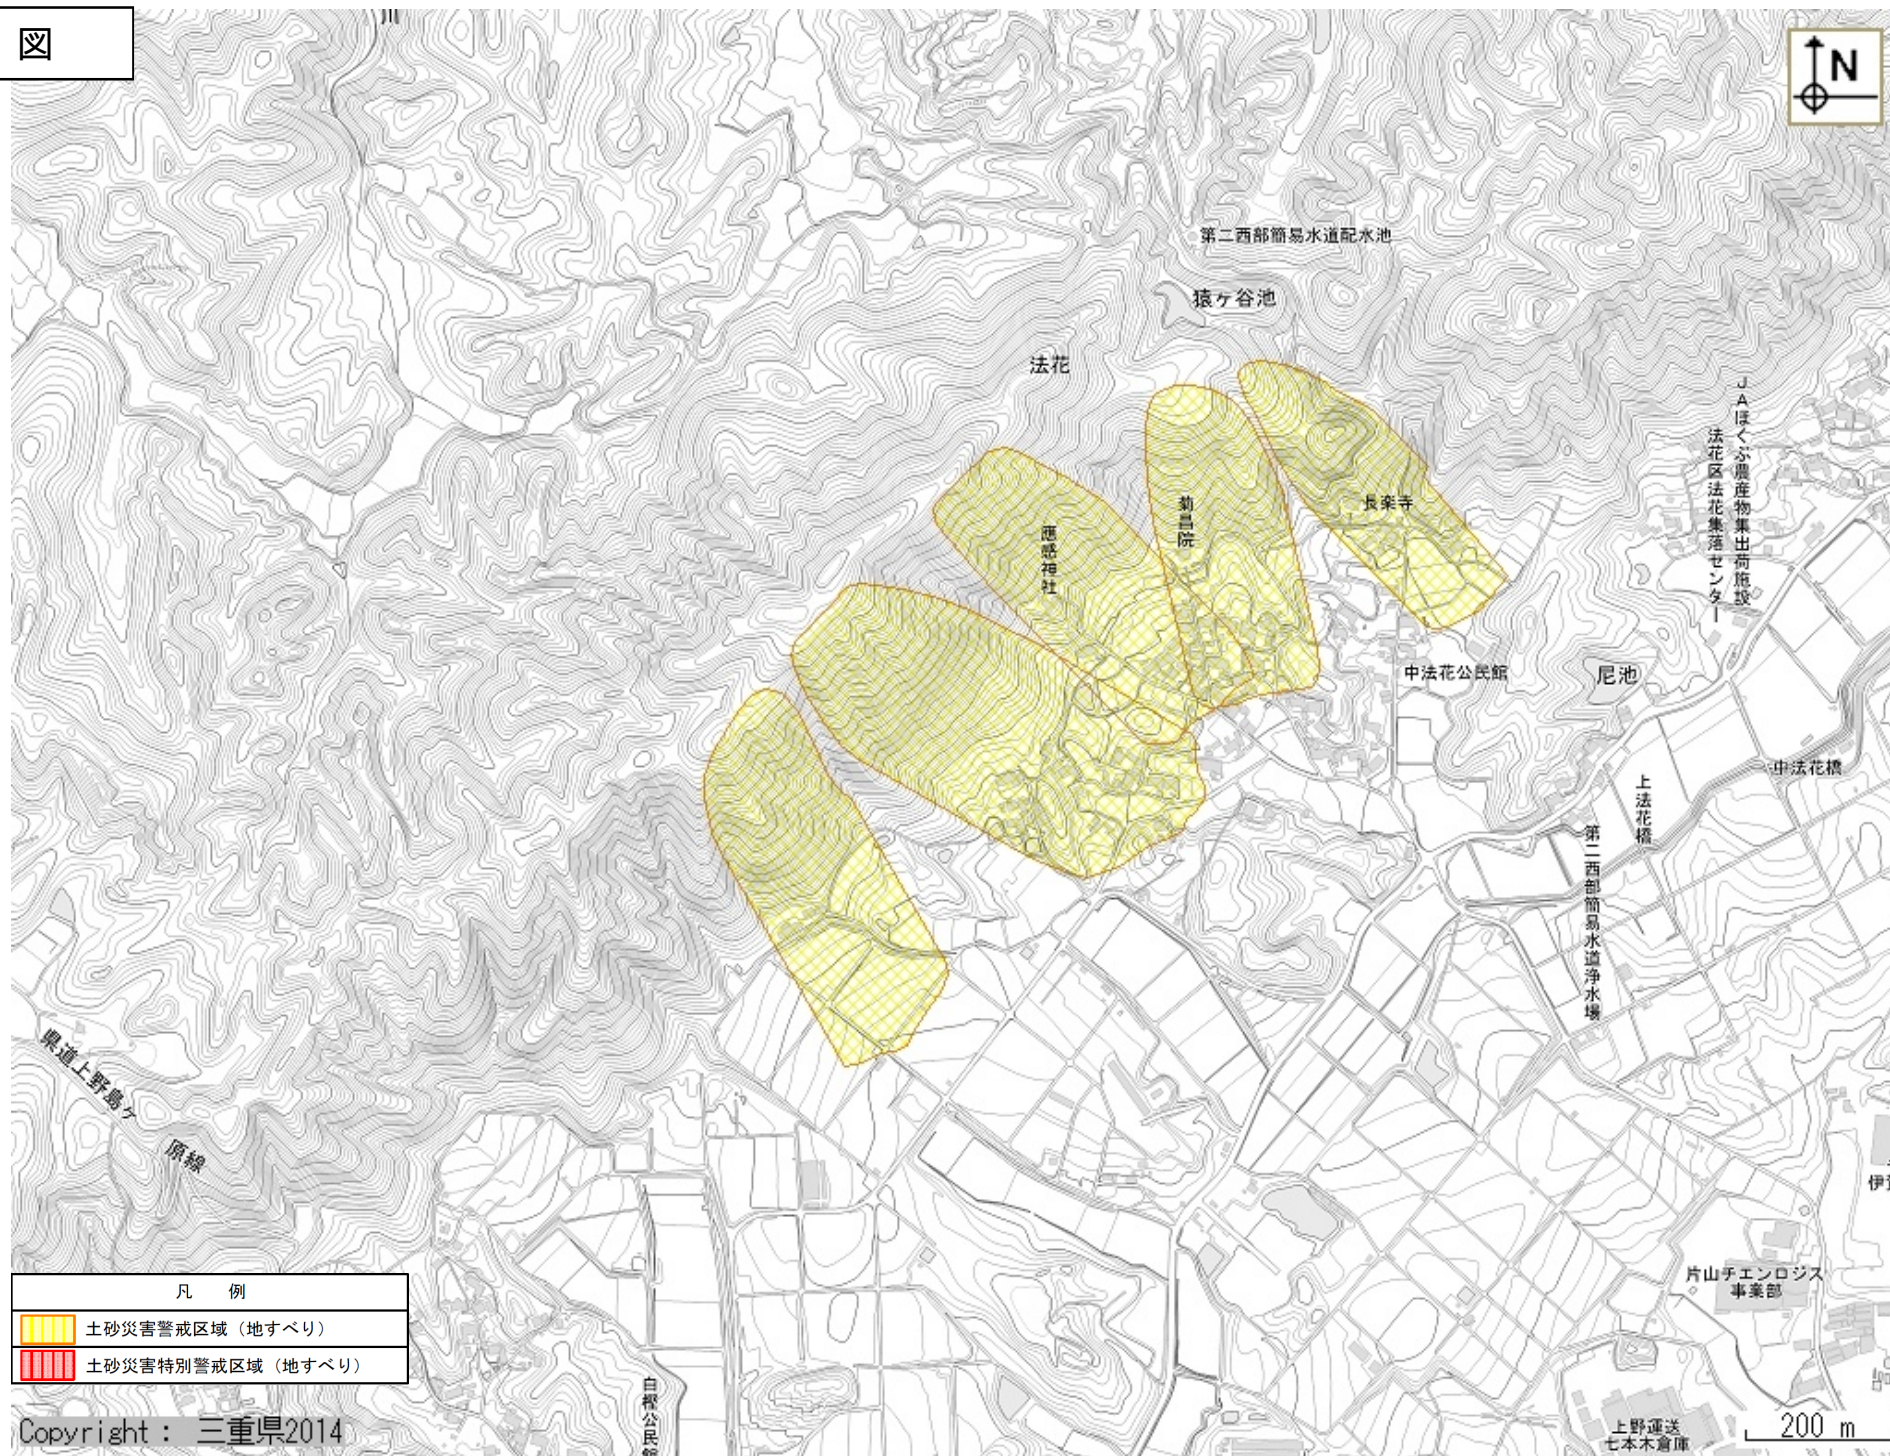 図
川
N
第二西部簡易水道配水池
猿ヶ谷池
法花
JAほくぶ農産物集出荷施設
法花区法花集落センター
長楽寺
菊昌院
應感神社
中法花公民館
尼池
中法花橋
上法花橋
第二西部簡易水道浄水場
県道上野島ヶ
原線
片山チエンロジス
事業部
凡 例
土砂災害警戒区域（地すべり）
土砂災害特別警戒区域（地すべり）
白樫公民館
上野運送
七本木倉庫
200 m
Copyright： 三重県2014